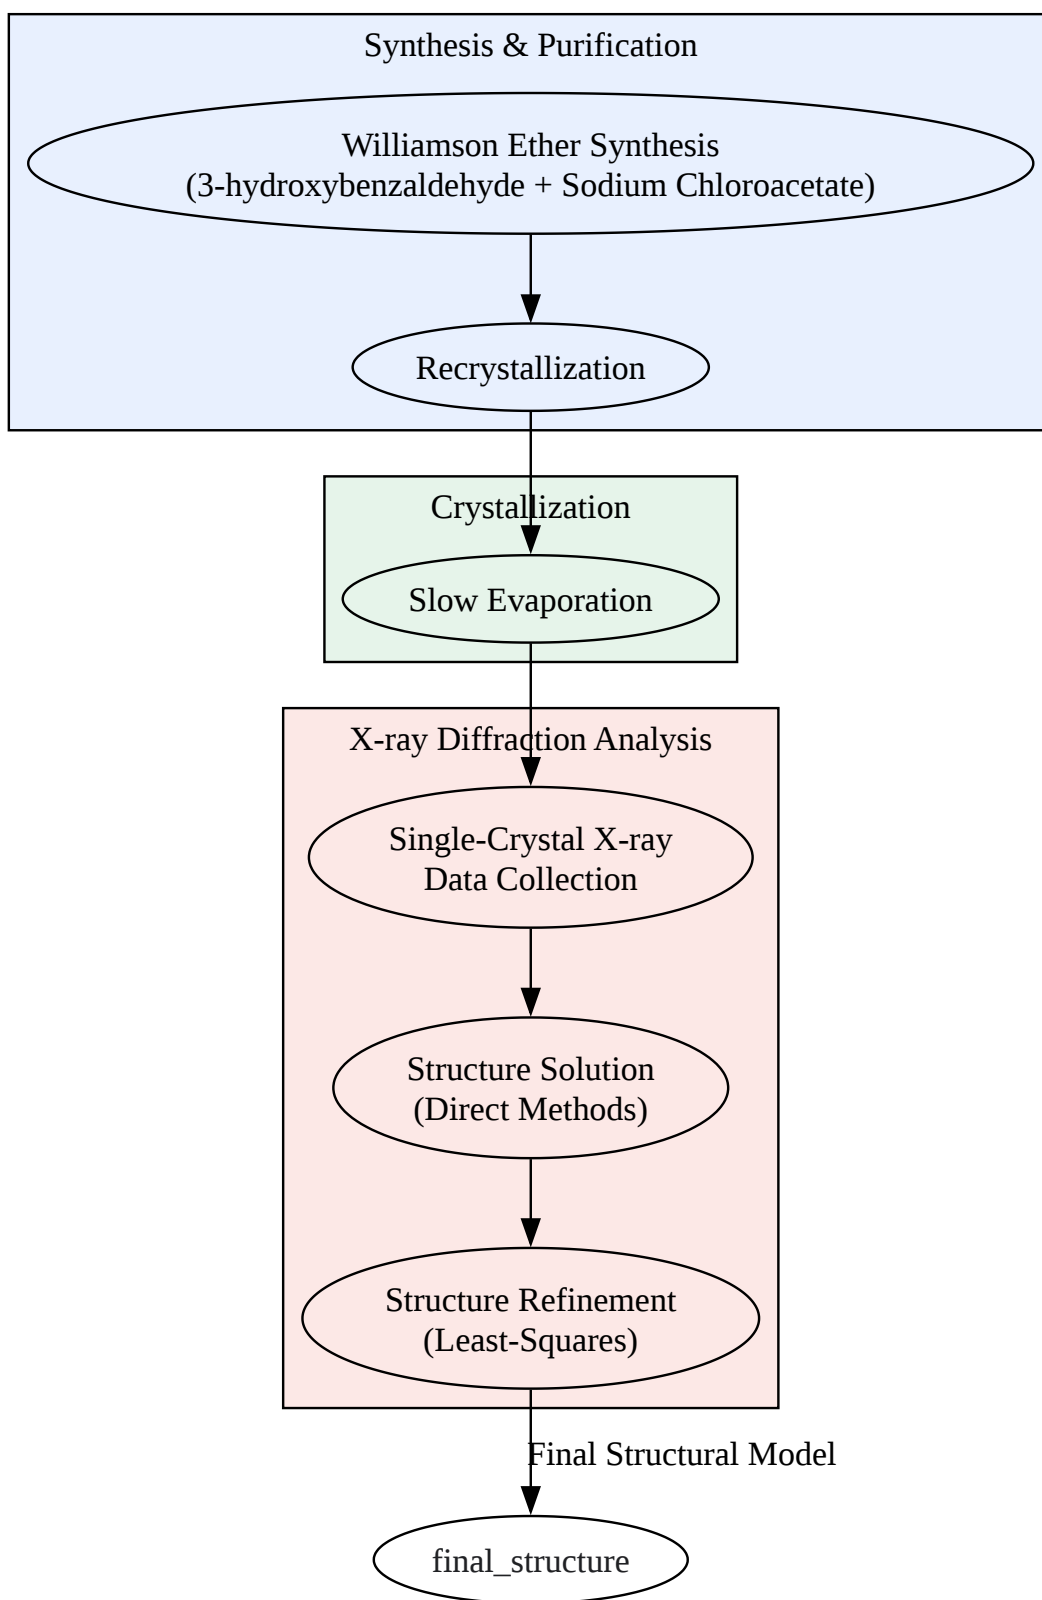 Synthesis & Purification
Williamson Ether Synthesis
(3-hydroxybenzaldehyde + Sodium Chloroacetate)
Recrystallization
Crystallization
Slow Evaporation
X-ray Diffraction Analysis
Single-Crystal X-ray
Data Collection
Structure Solution
(Direct Methods)
Structure Refinement
(Least-Squares)
Final Structural Model
final_structure